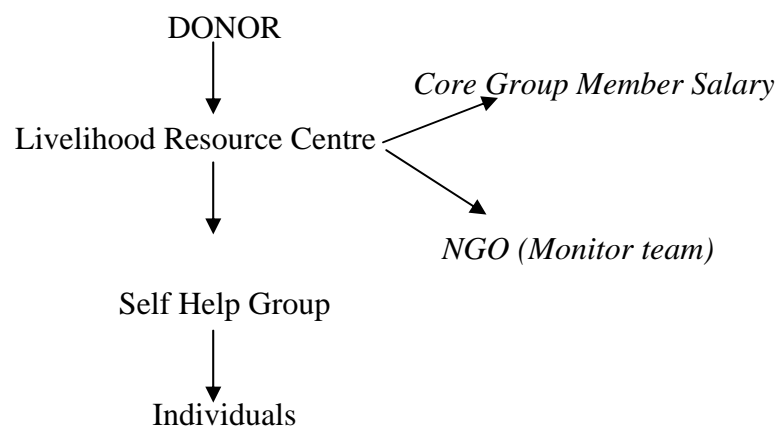 DONOR
Core Group Member Salary
Livelihood Resource Centre
NGO (Monitor team)
Self Help Group
Individuals